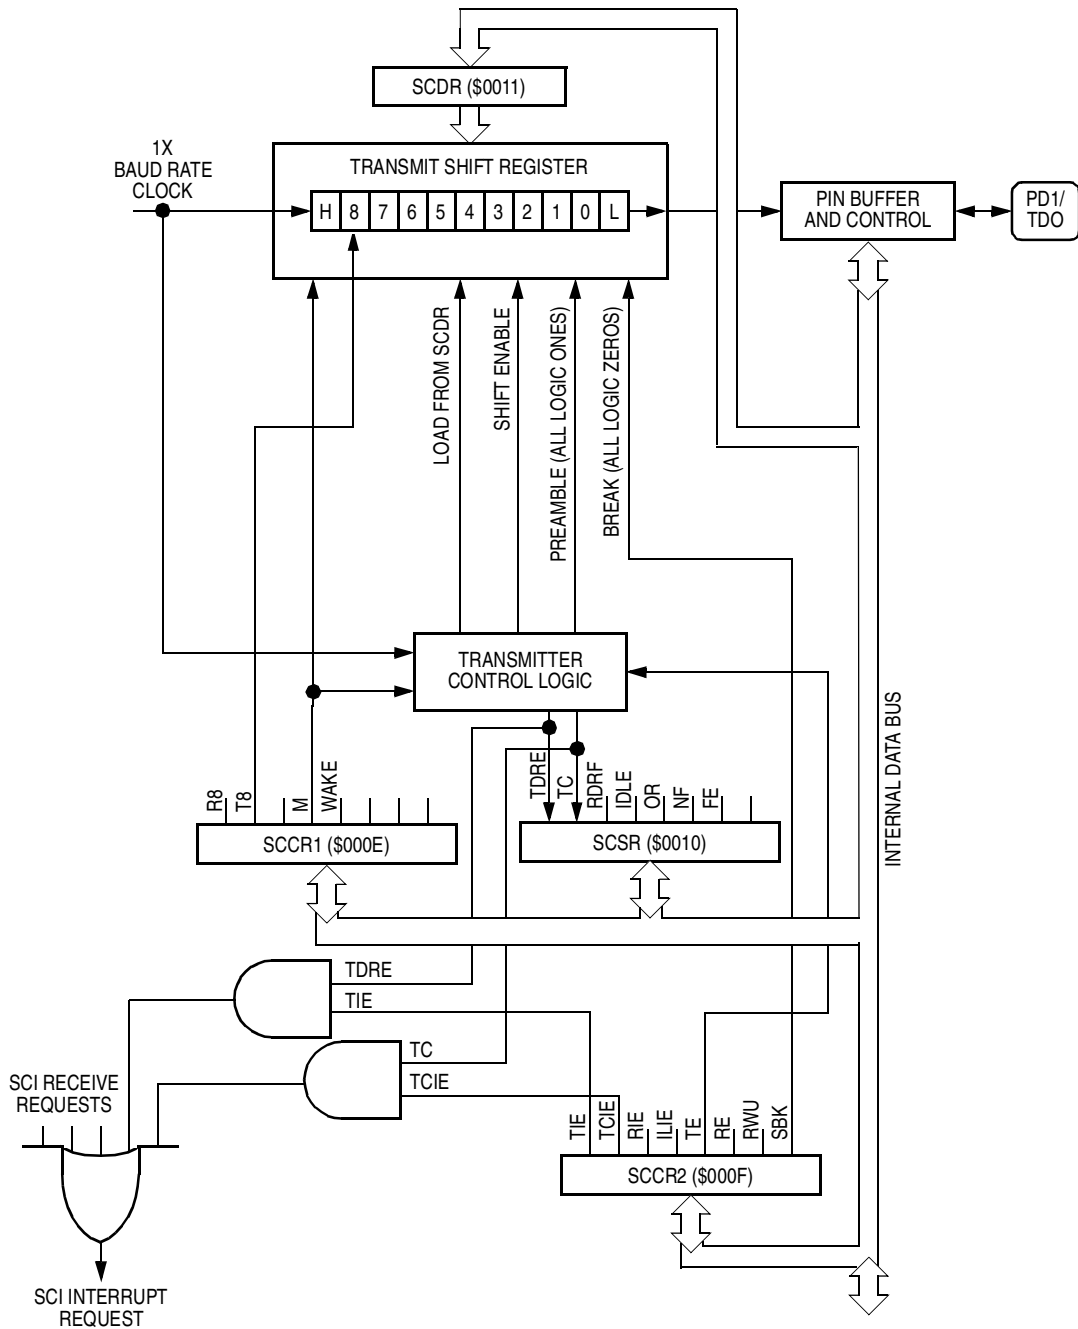 SCDR ($0011)
1X
BAUD RATE
CLOCK
TRANSMIT SHIFT REGISTER
H 8 7 6 5 4 3 2 1 0 L
PIN BUFFER
AND CONTROL
PD1/
TDO
LOAD FROM SCDR
SHIFT ENABLE
PREAMBLE (ALL LOGIC ONES)
BREAK (ALL LOGIC ZEROS)
TRANSMITTER
CONTROL LOGIC
INTERNAL DATA BUS
R8
T8
M
WAKE
TDRE
TC
RDRF
IDLE
OR
NF
FE
SCCR1 ($000E)
SCSR ($0010)
TDRE
TIE
TC
TCIE
SCI RECEIVE
REQUESTS
TIE
TCIE
RIE
ILIE
TE
RE
RWU
SBK
SCCR2 ($000F)
SCI INTERRUPT
REQUEST